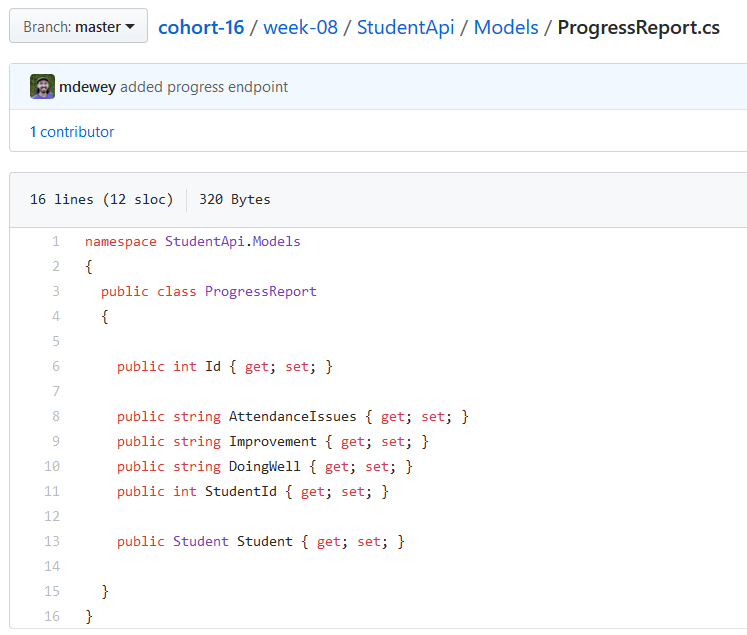 Branch: master cohort-16 / week-08 / StudentApi / Models / ProgressReport.cs
mdewey added progress endpoint
1 contributor
16 lines (12 sloc) 320 Bytes
1 namespace StudentApi.Models
2 {
3 public class ProgressReport
4 {
5
6 public int Id { get; set; }
7
8 public string AttendanceIssues { get; set; }
9 public string Improvement { get; set; }
10 public string DoingWell { get; set; }
11 public int StudentId { get; set; }
12
13 public Student Student { get; set; }
14
15 }
16 }